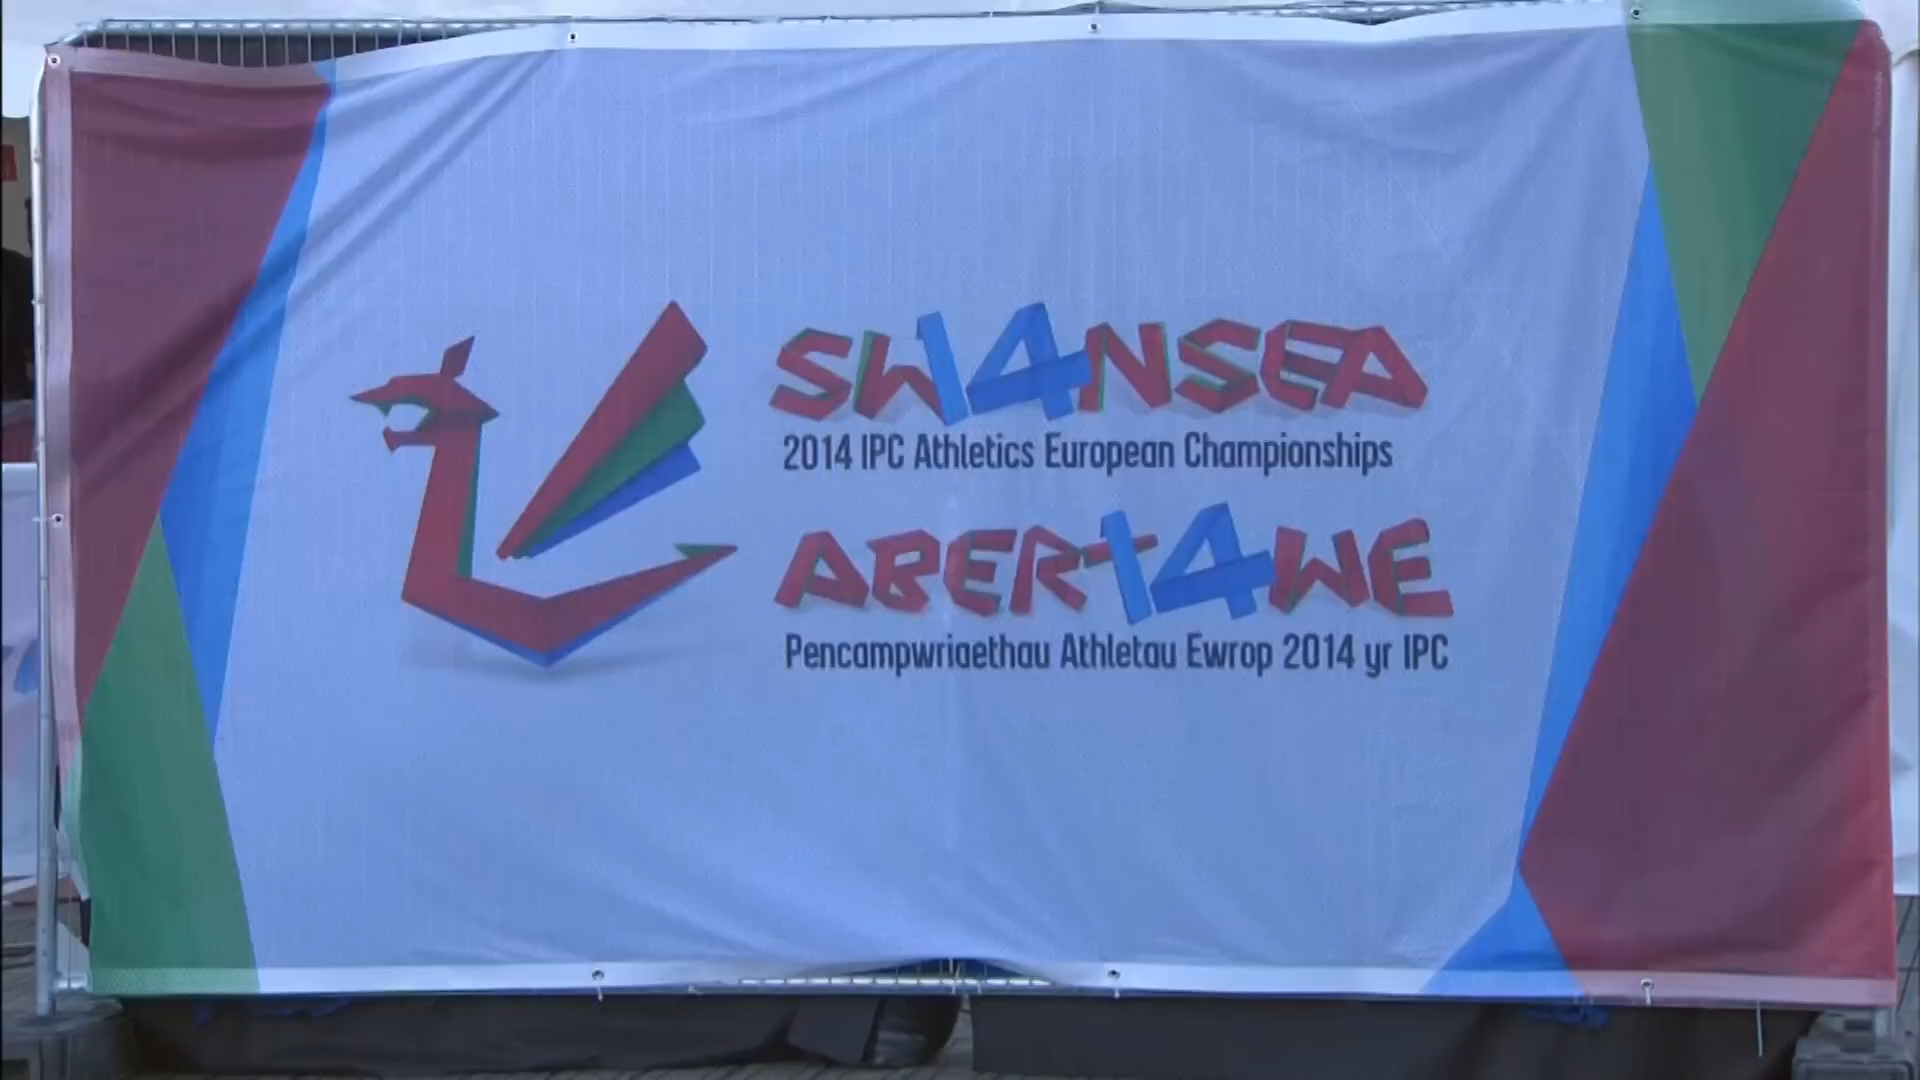 SW14NSEA
2014 IPC Athletics European Championships
ABERT14WE
Pencampwriaethau Athletau Ewrop 2014 yr IPC